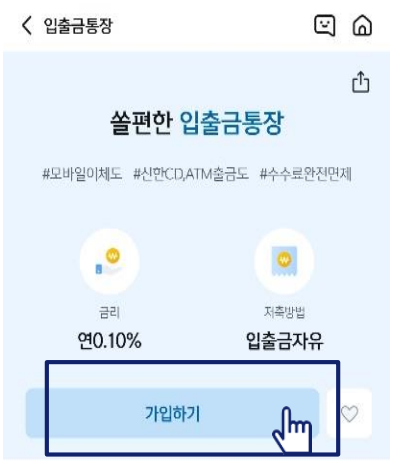 입출금통장
쏠편한 입출금통장
#모바일이체도 #신한CD,ATM출금도 #수수료완전면제
금리
저축방법
연0.10%
입출금자유
가입하기